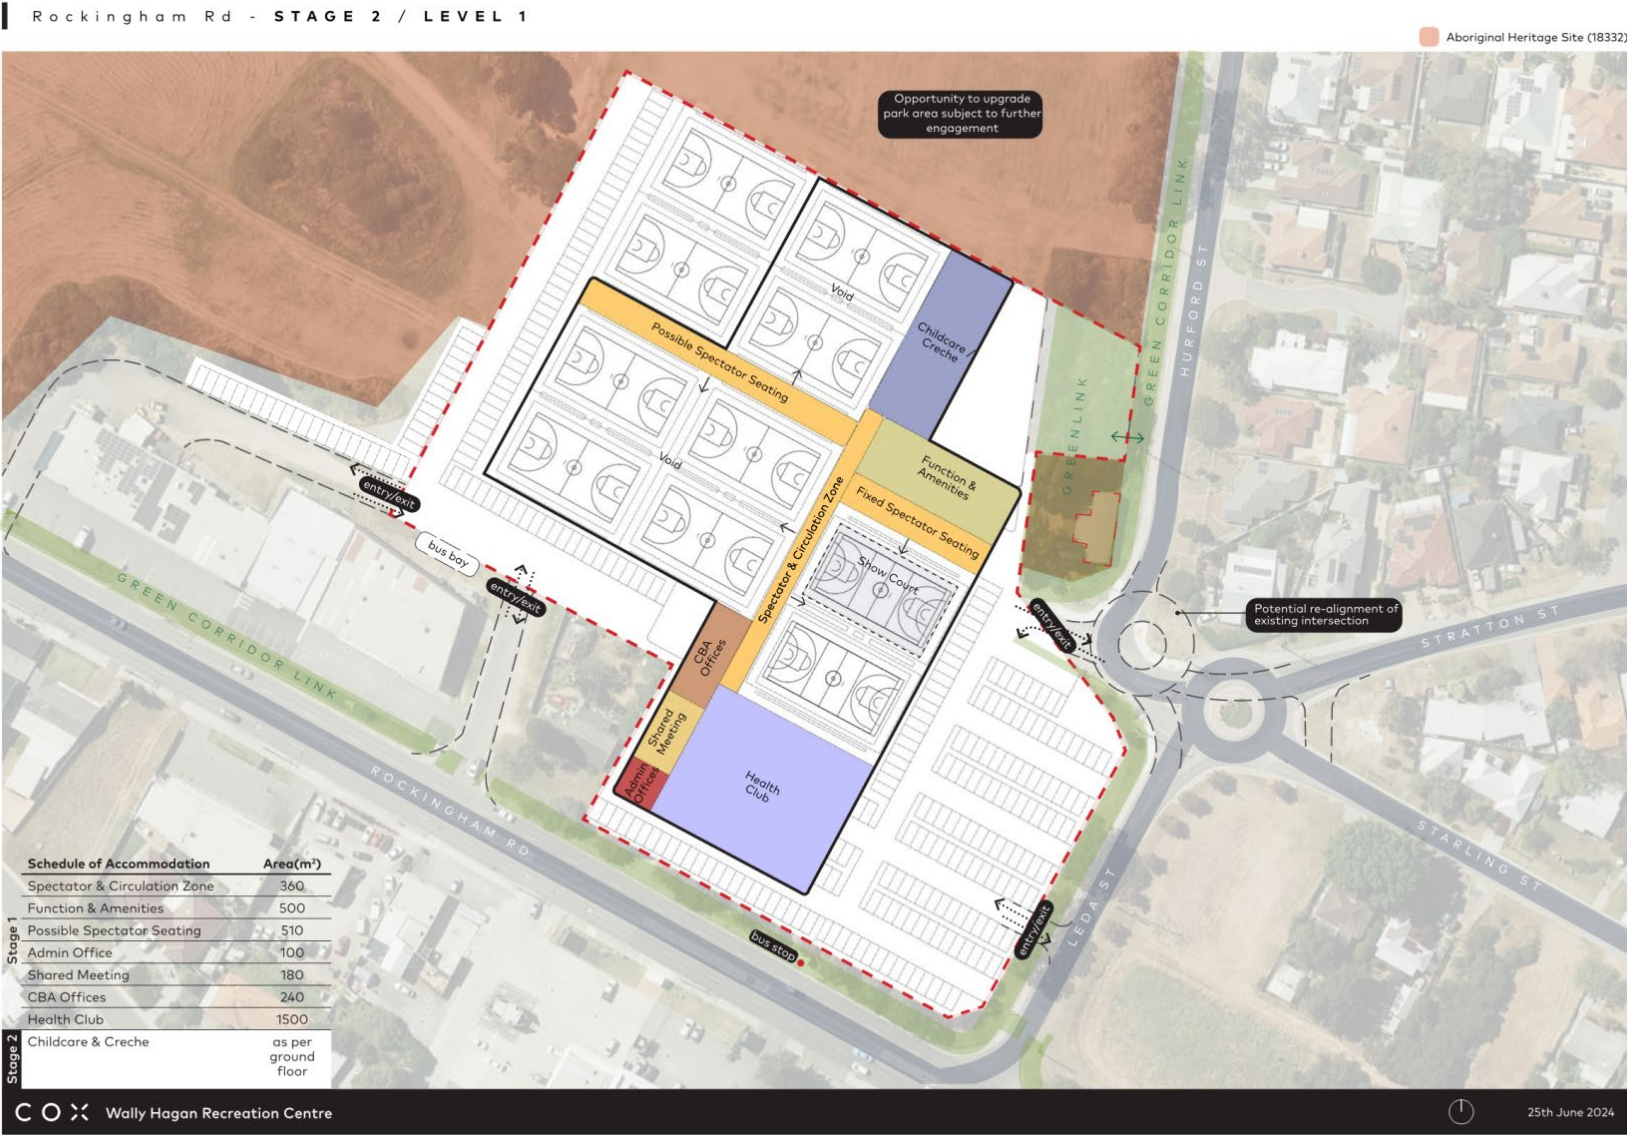 Rockingham Rd - STAGE 2 / LEVEL 1
Aboriginal Heritage Site (18332)
Opportunity to upgrade
park area subject to further
engagement
GREEN CORRIDOR LINK
HURFORD ST
Void
Childcare /
Creche
Possible Spectator Seating
GREENLINK
Void
Function &
Amenities
Fixed Spectator Seating
Spectator & Circulation Zone
Show Court
entry/exit
bus bay
entry/exit
entry/exit
Potential re-alignment of
existing intersection
STRATTON ST
GREEN CORRIDOR LINK
CBA
Offices
Shared
Meeting
Admin
Offices
Health
Club
ROCKINGHAM RD
STARLING ST
LEDA ST
entry/exit
bus stop
Schedule of Accommodation Area(m²)
Stage 1
Spectator & Circulation Zone 360
Function & Amenities 500
Possible Spectator Seating 510
Admin Office 100
Shared Meeting 180
CBA Offices 240
Health Club 1500
Stage 2
Childcare & Creche as per
ground
floor
COX Wally Hagan Recreation Centre
25th June 2024